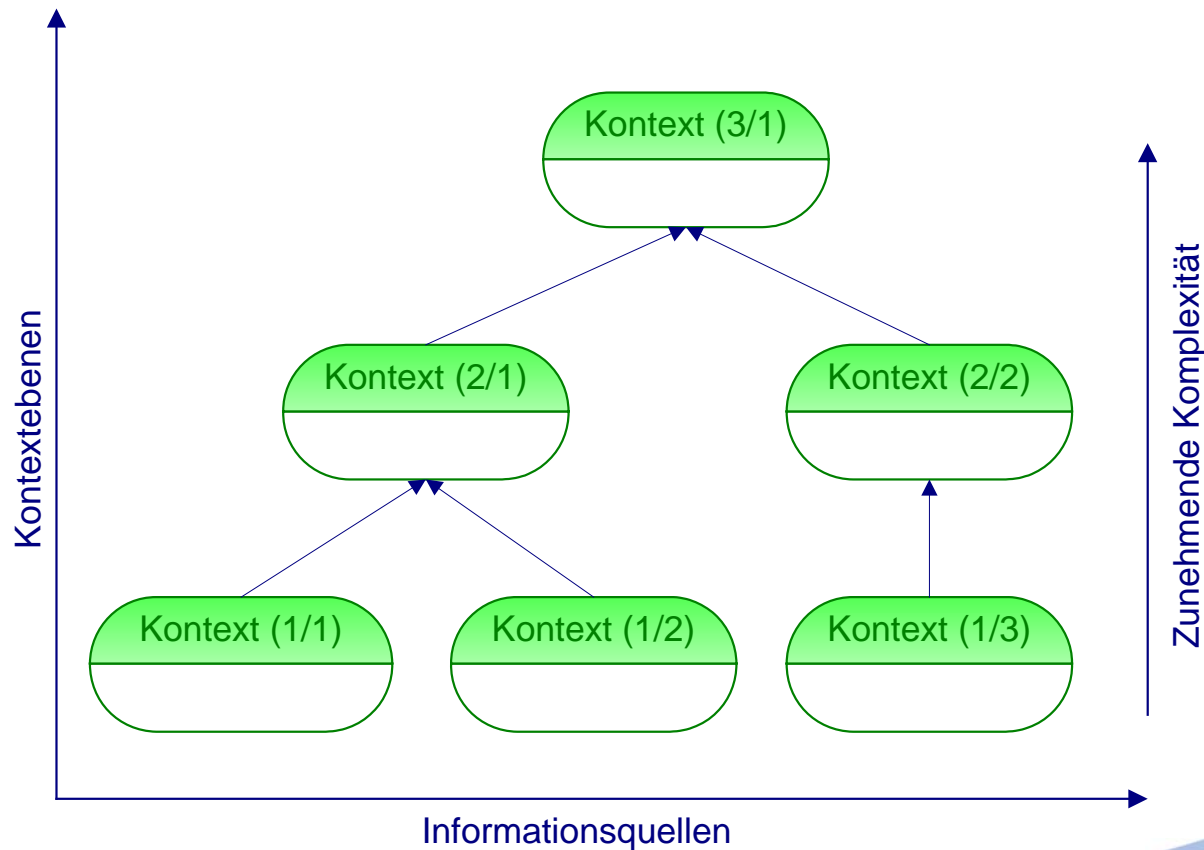 Kontext (3/1)
Kontextebenen
Zunehmende Komplexität
Kontext (2/1)
Kontext (2/2)
Kontext (1/1)
Kontext (1/2)
Kontext (1/3)
Informationsquellen